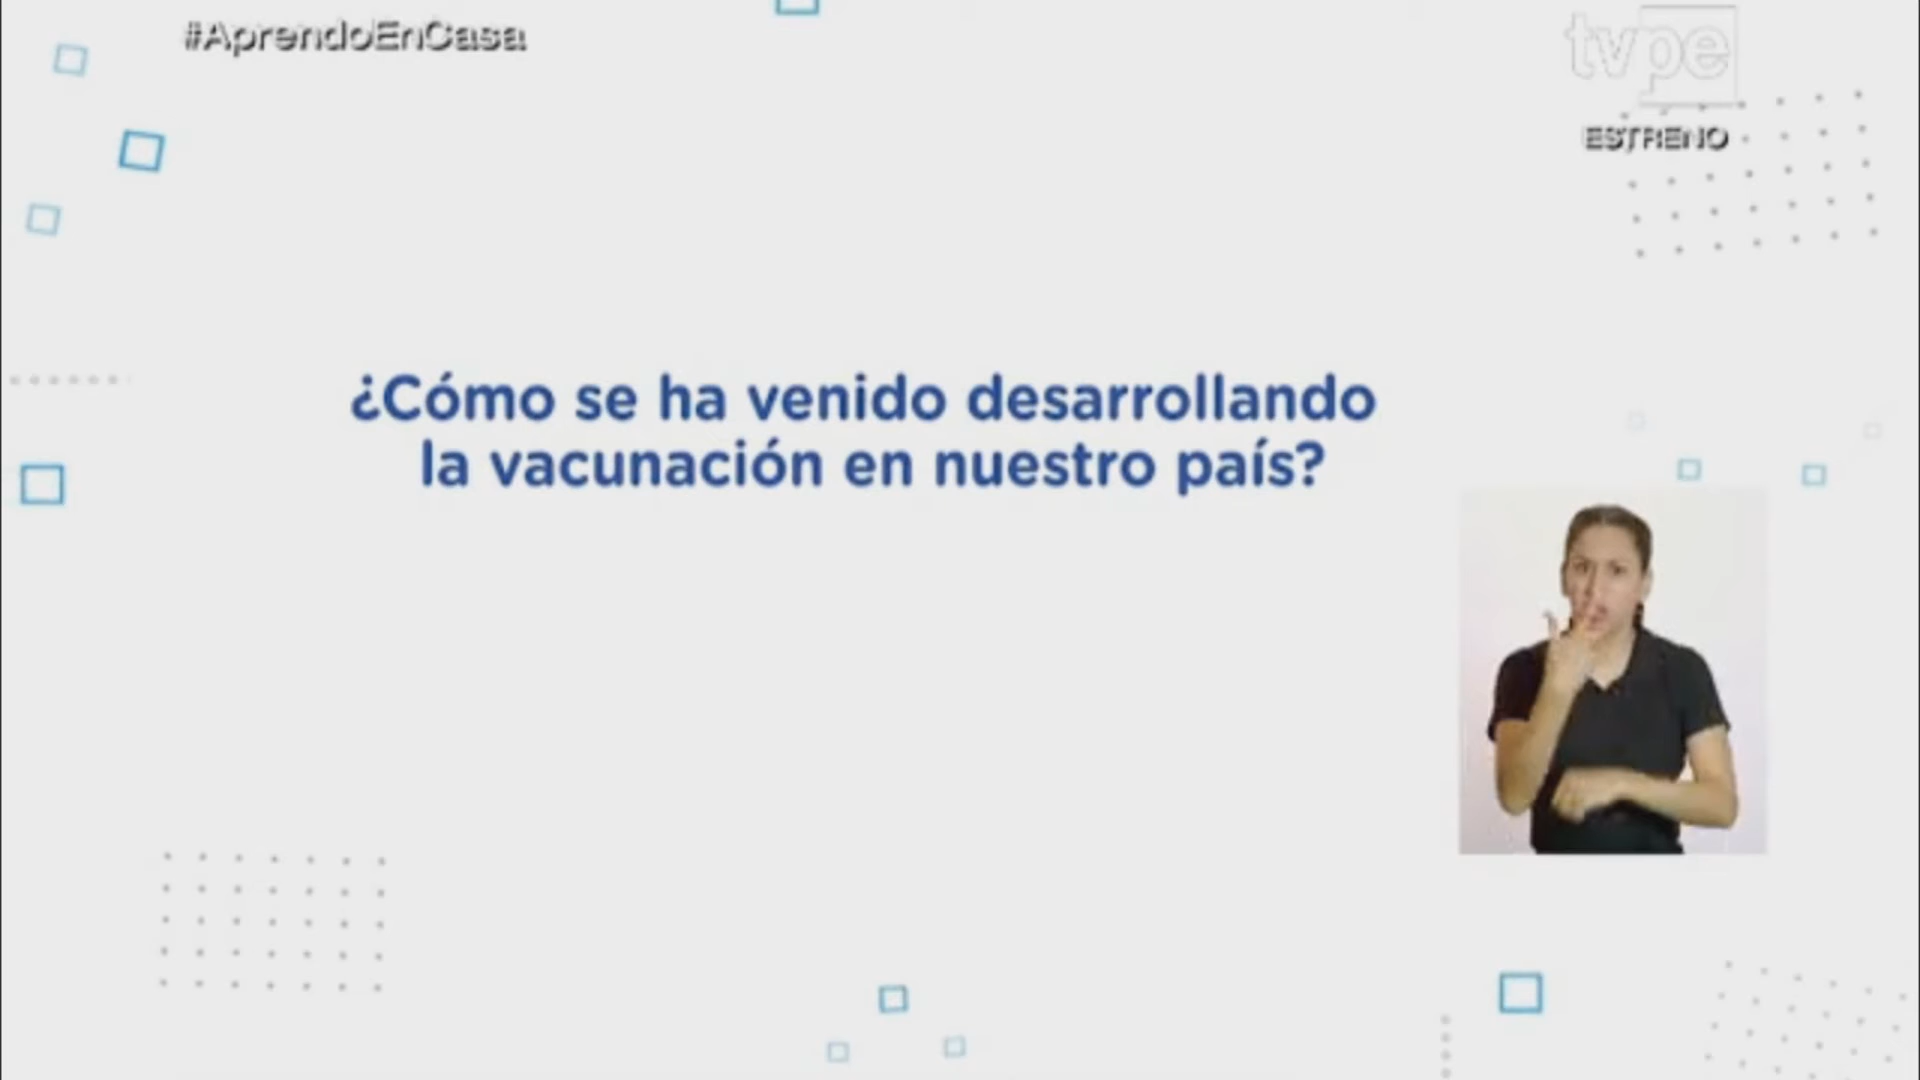 #AprendoEnCasa
tvpe
ESTRENO
¿Cómo se ha venido desarrollando
la vacunación en nuestro país?